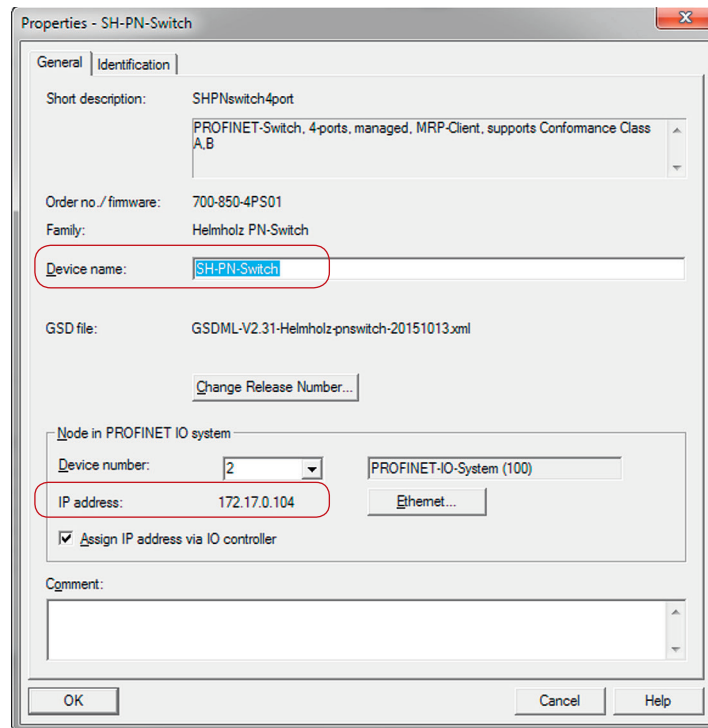 Properties - SH-PN-Switch
General Identification
Short description: SHPNswitch4port
PROFINET-Switch, 4-ports, managed, MRP-Client, supports Conformance Class
A,B
Order no./ firmware: 700-850-4PS01
Family: Helmholz PN-Switch
Device name: SH-PN-Switch
GSD file: GSDML-V2.31-Helmholz-pnswitch-20151013.xml
Change Release Number...
Node in PROFINET IO system
Device number: 2 PROFINET-IO-System (100)
IP address: 172.17.0.104 Ethernet...
Assign IP address via IO controller
Comment:
OK Cancel Help